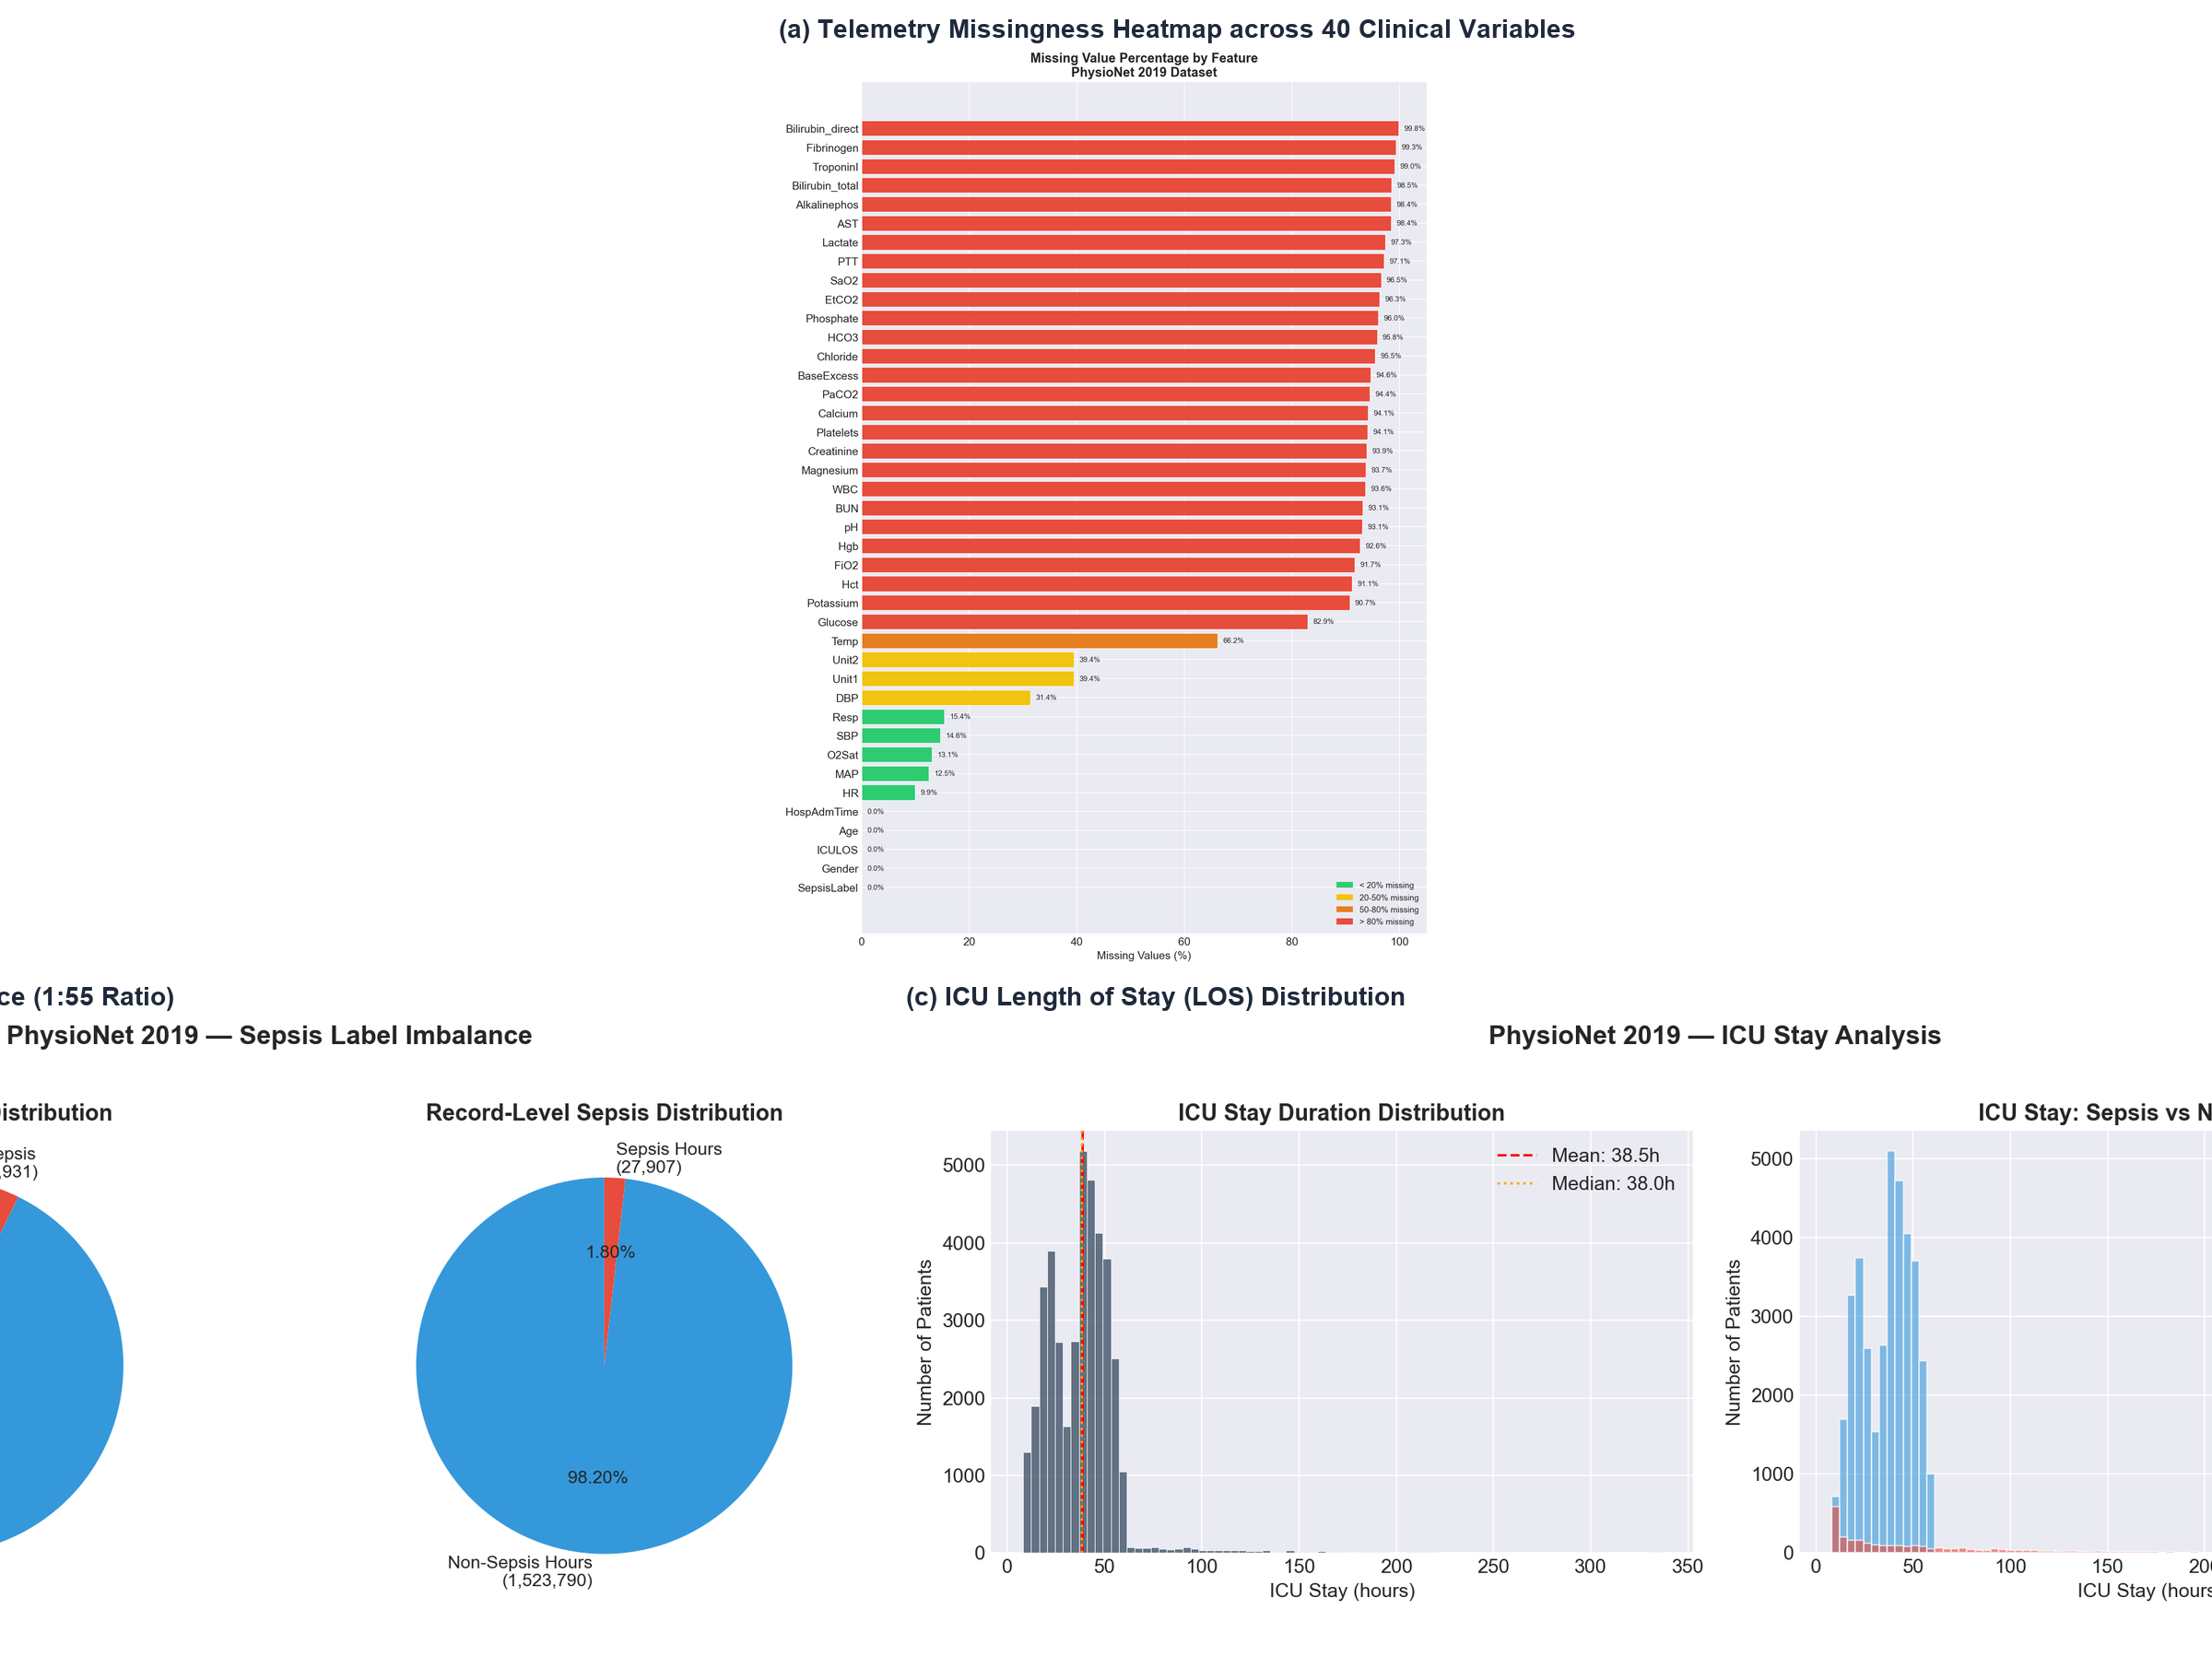 (a) Telemetry Missingness Heatmap across 40 Clinical Variables
Missing Value Percentage by Feature
PhysioNet 2019 Dataset
Bilirubin_direct 99.8%
Fibrinogen 99.3%
TroponinI 99.0%
Bilirubin_total 98.5%
Alkalinephos 98.4%
AST 98.4%
Lactate 97.3%
PTT 97.1%
SaO2 96.5%
EtCO2 96.3%
Phosphate 96.0%
HCO3 95.8%
Chloride 95.5%
BaseExcess 94.6%
PaCO2 94.4%
Calcium 94.1%
Platelets 94.1%
Creatinine 93.9%
Magnesium 93.7%
WBC 93.6%
BUN 93.1%
pH 93.1%
Hgb 92.6%
FiO2 91.7%
Hct 91.1%
Potassium 90.7%
Glucose 82.9%
Temp 66.2%
Unit2 39.4%
Unit1 39.4%
DBP 31.4%
Resp 15.4%
SBP 14.6%
O2Sat 13.1%
MAP 12.5%
HR 9.9%
HospAdmTime 0.0%
Age 0.0%
ICULOS 0.0%
Gender 0.0%
SepsisLabel 0.0%
< 20% missing
20-50% missing
50-80% missing
> 80% missing
0 20 40 60 80 100
Missing Values (%)
ce (1:55 Ratio)
PhysioNet 2019 — Sepsis Label Imbalance
istribution
epsis
,931)
Record-Level Sepsis Distribution
Sepsis Hours
(27,907)
1.80%
98.20%
Non-Sepsis Hours
(1,523,790)
(c) ICU Length of Stay (LOS) Distribution
PhysioNet 2019 — ICU Stay Analysis
ICU Stay Duration Distribution
Mean: 38.5h
Median: 38.0h
Number of Patients
5000
4000
3000
2000
1000
0
0 50 100 150 200 250 300 350
ICU Stay (hours)
ICU Stay: Sepsis vs N
Number of Patients
5000
4000
3000
2000
1000
0
0 50 100 150 200
ICU Stay (hours